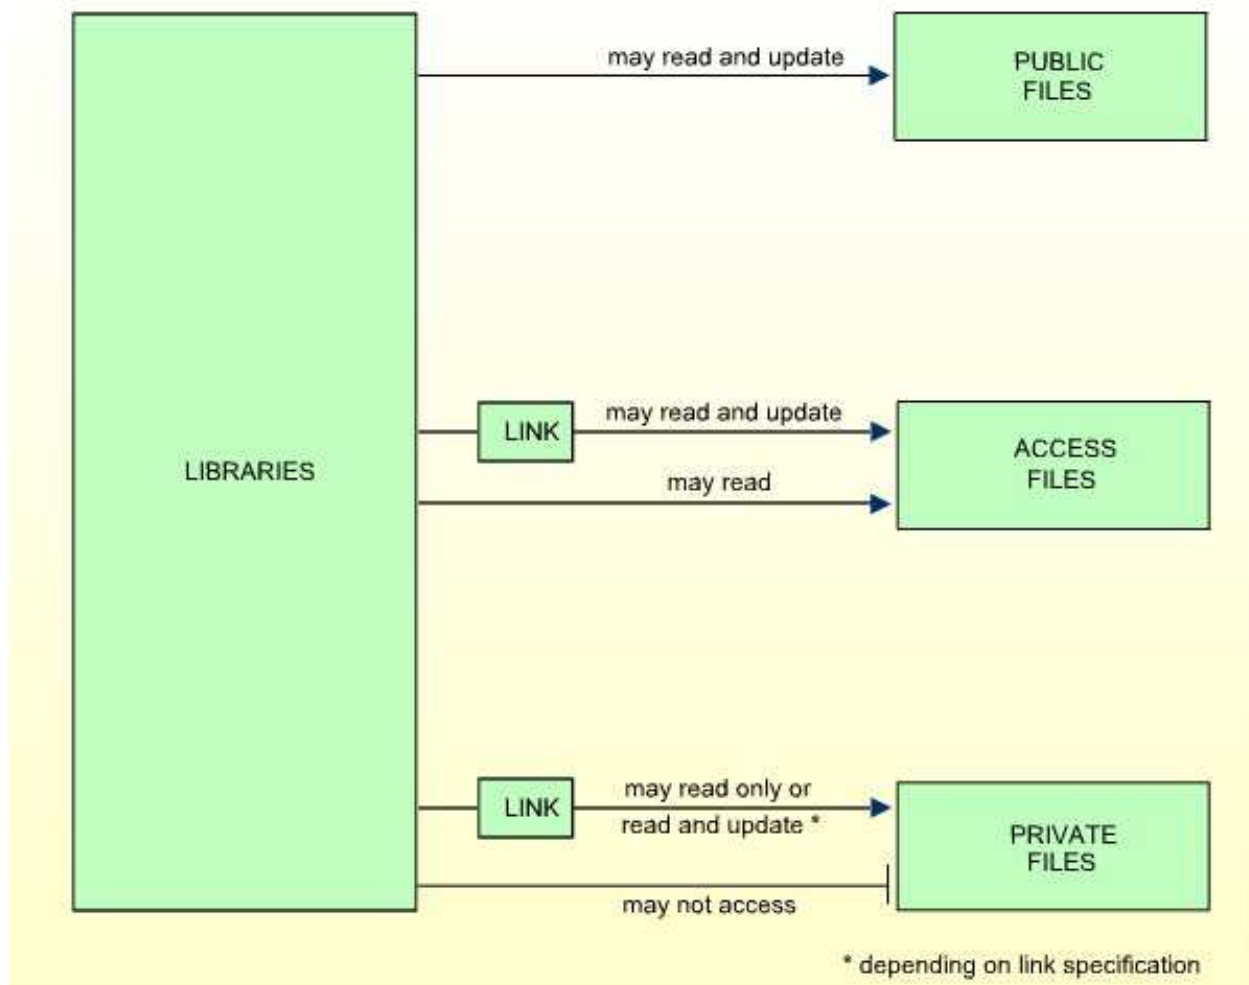 may read and update
PUBLIC
FILES
LINK
may read and update
ACCESS
FILES
LIBRARIES
may read
LINK
may read only or
read and update *
PRIVATE
FILES
may not access
* depending on link specification